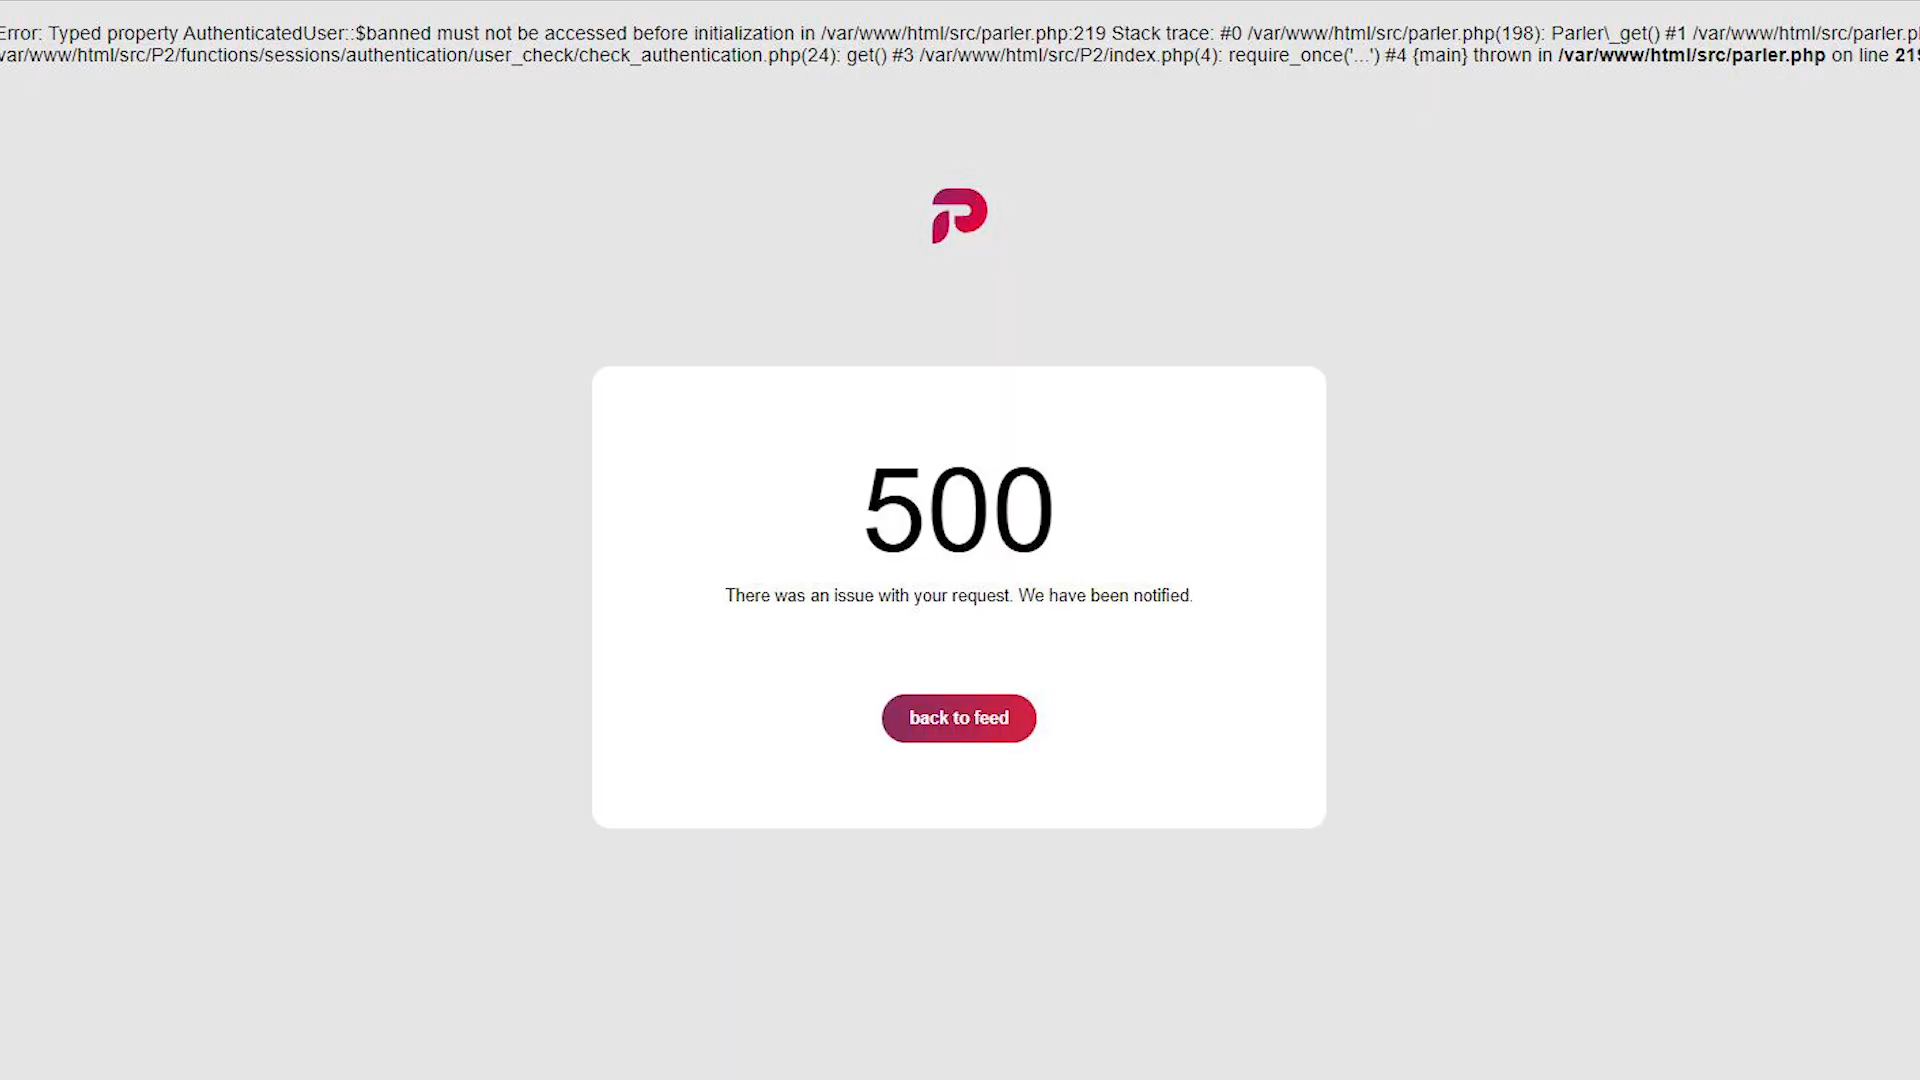 Error: Typed property AuthenticatedUser::$banned must not be accessed before initialization in /var/www/html/src/parler.php:219 Stack trace: #0 /var/www/html/src/parler.php(198): Parler\_get() #1 /var/www/html/src/parler.p
var/www/html/src/P2/functions/sessions/authentication/user_check/check_authentication.php(24): get() #3 /var/www/html/src/P2/index.php(4): require_once('...') #4 {main} thrown in /var/www/html/src/parler.php on line 219
500
There was an issue with your request. We have been notified.
back to feed